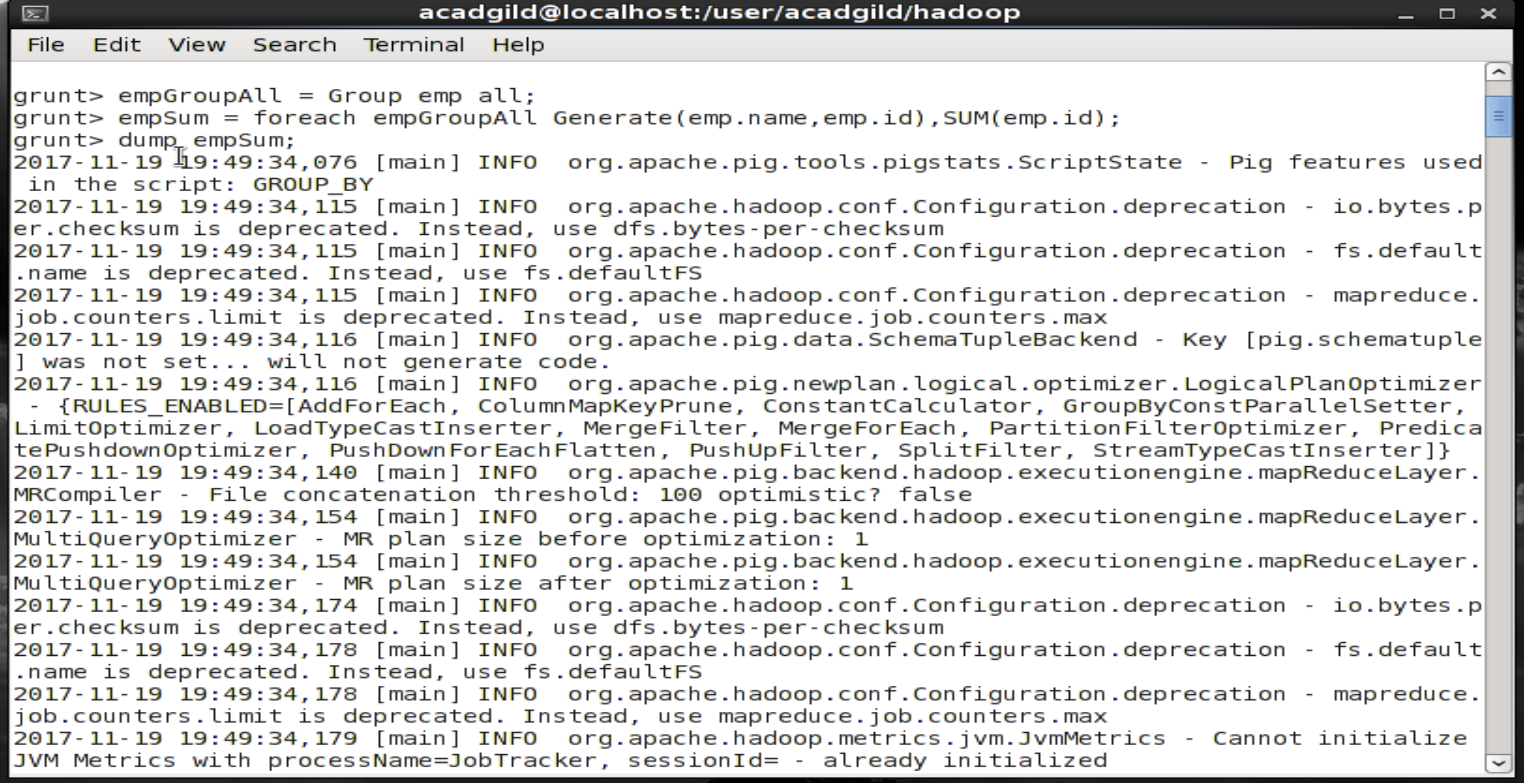 acadgild@localhost:/user/acadgild/hadoop
File Edit View Search Terminal Help
grunt> empGroupAll = Group emp all;
grunt> empSum = foreach empGroupAll Generate(emp.name,emp.id),SUM(emp.id);
grunt> dump empSum;
2017-11-19 19:49:34,076 [main] INFO  org.apache.pig.tools.pigstats.ScriptState - Pig features used
 in the script: GROUP_BY
2017-11-19 19:49:34,115 [main] INFO  org.apache.hadoop.conf.Configuration.deprecation - io.bytes.p
er.checksum is deprecated. Instead, use dfs.bytes-per-checksum
2017-11-19 19:49:34,115 [main] INFO  org.apache.hadoop.conf.Configuration.deprecation - fs.default
.name is deprecated. Instead, use fs.defaultFS
2017-11-19 19:49:34,115 [main] INFO  org.apache.hadoop.conf.Configuration.deprecation - mapreduce.
job.counters.limit is deprecated. Instead, use mapreduce.job.counters.max
2017-11-19 19:49:34,116 [main] INFO  org.apache.pig.data.SchemaTupleBackend - Key [pig.schematuple
] was not set... will not generate code.
2017-11-19 19:49:34,116 [main] INFO  org.apache.pig.newplan.logical.optimizer.LogicalPlanOptimizer
 - {RULES_ENABLED=[AddForEach, ColumnMapKeyPrune, ConstantCalculator, GroupByConstParallelSetter,
LimitOptimizer, LoadTypeCastInserter, MergeFilter, MergeForEach, PartitionFilterOptimizer, Predica
tePushdownOptimizer, PushDownForEachFlatten, PushUpFilter, SplitFilter, StreamTypeCastInserter]}
2017-11-19 19:49:34,140 [main] INFO  org.apache.pig.backend.hadoop.executionengine.mapReduceLayer.
MRCompiler - File concatenation threshold: 100 optimistic? false
2017-11-19 19:49:34,154 [main] INFO  org.apache.pig.backend.hadoop.executionengine.mapReduceLayer.
MultiQueryOptimizer - MR plan size before optimization: 1
2017-11-19 19:49:34,154 [main] INFO  org.apache.pig.backend.hadoop.executionengine.mapReduceLayer.
MultiQueryOptimizer - MR plan size after optimization: 1
2017-11-19 19:49:34,174 [main] INFO  org.apache.hadoop.conf.Configuration.deprecation - io.bytes.p
er.checksum is deprecated. Instead, use dfs.bytes-per-checksum
2017-11-19 19:49:34,178 [main] INFO  org.apache.hadoop.conf.Configuration.deprecation - fs.default
.name is deprecated. Instead, use fs.defaultFS
2017-11-19 19:49:34,178 [main] INFO  org.apache.hadoop.conf.Configuration.deprecation - mapreduce.
job.counters.limit is deprecated. Instead, use mapreduce.job.counters.max
2017-11-19 19:49:34,179 [main] INFO  org.apache.hadoop.metrics.jvm.JvmMetrics - Cannot initialize
JVM Metrics with processName=JobTracker, sessionId= - already initialized